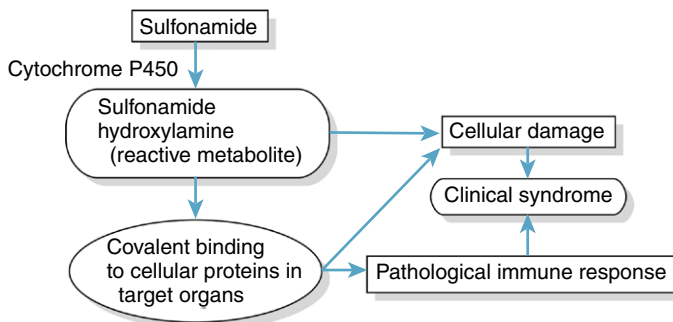 Sulfonamide
Cytochrome P450
Sulfonamide
hydroxylamine
(reactive metabolite)
Cellular damage
Clinical syndrome
Covalent binding
to cellular proteins in
target organs
Pathological immune response